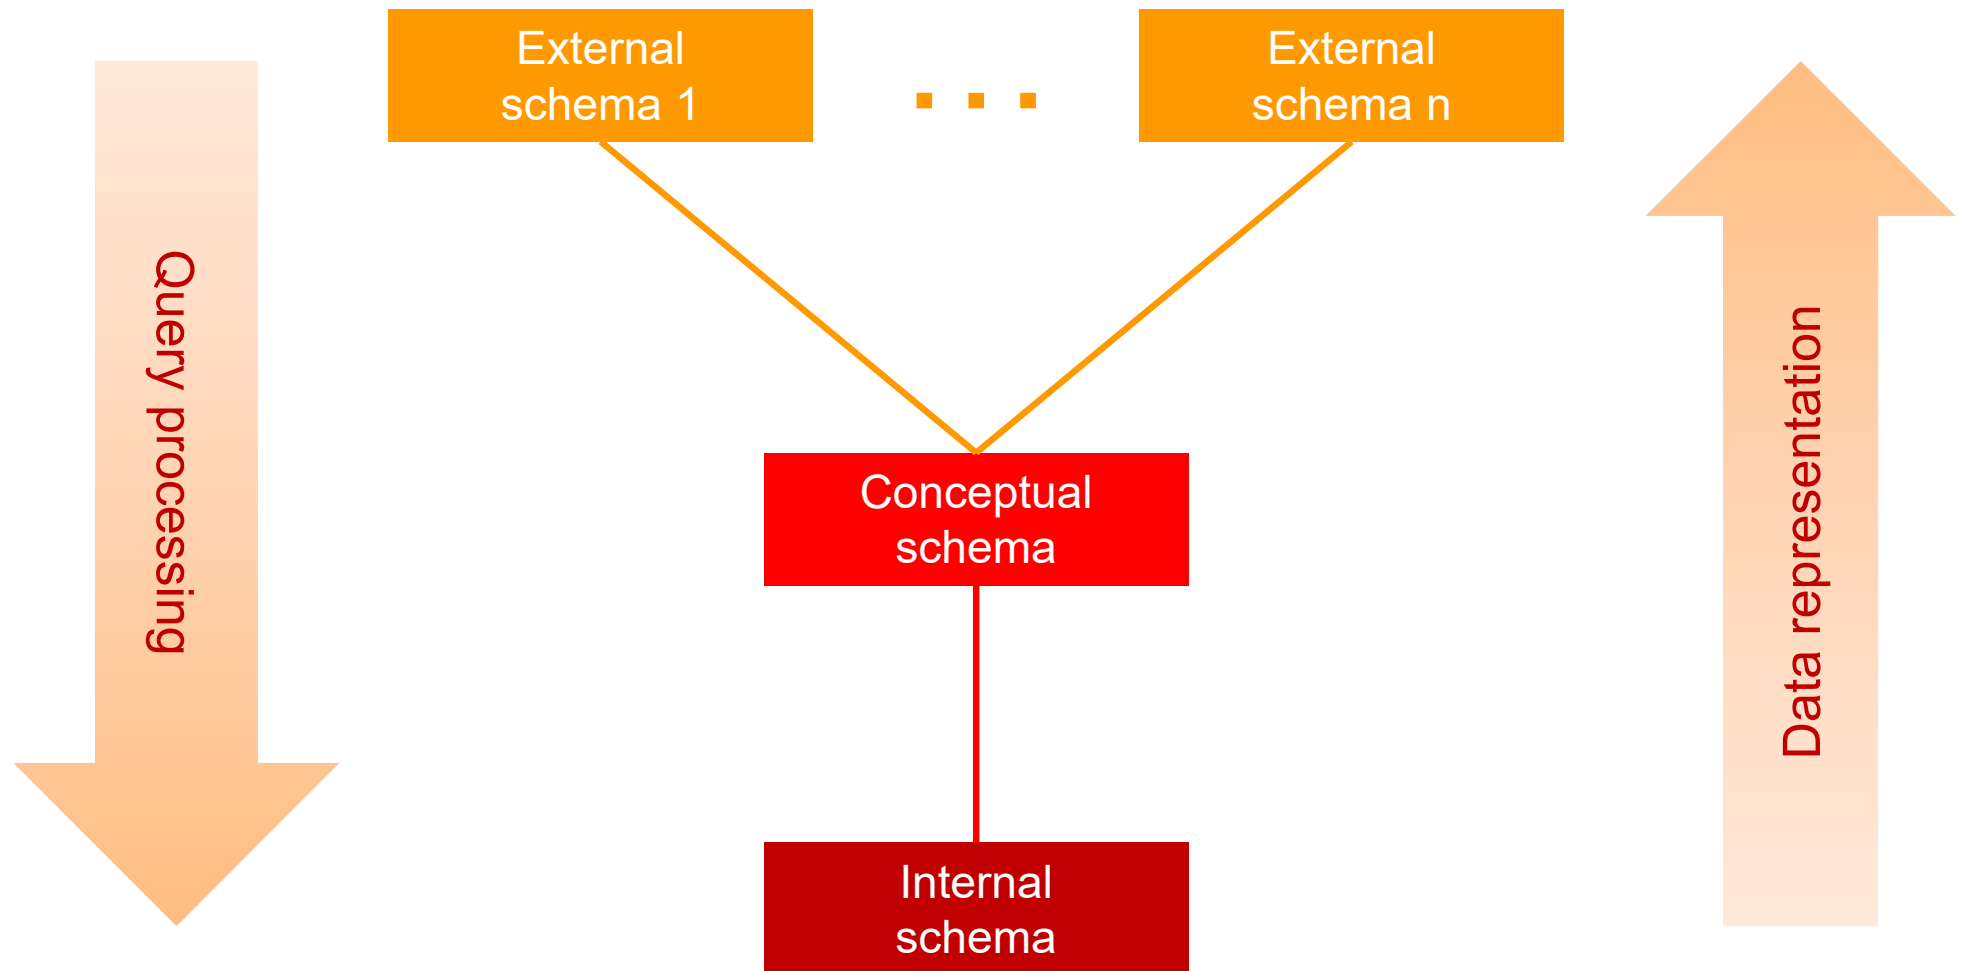 External
schema 1
. . .
External
schema n
Query processing
Data representation
Conceptual
schema
Internal
schema